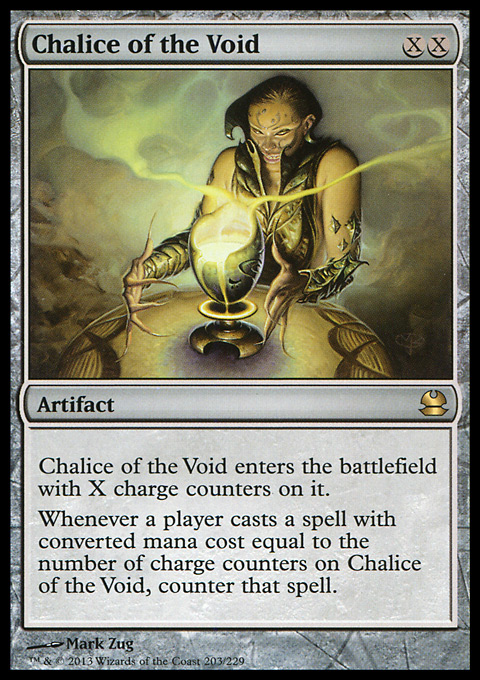 Chalice of the Void X X
Artifact
Chalice of the Void enters the battlefield
with X charge counters on it.
Whenever a player casts a spell with
converted mana cost equal to the
number of charge counters on Chalice
of the Void, counter that spell.
Mark Zug
™ & © 2013 Wizards of the Coast 203/229